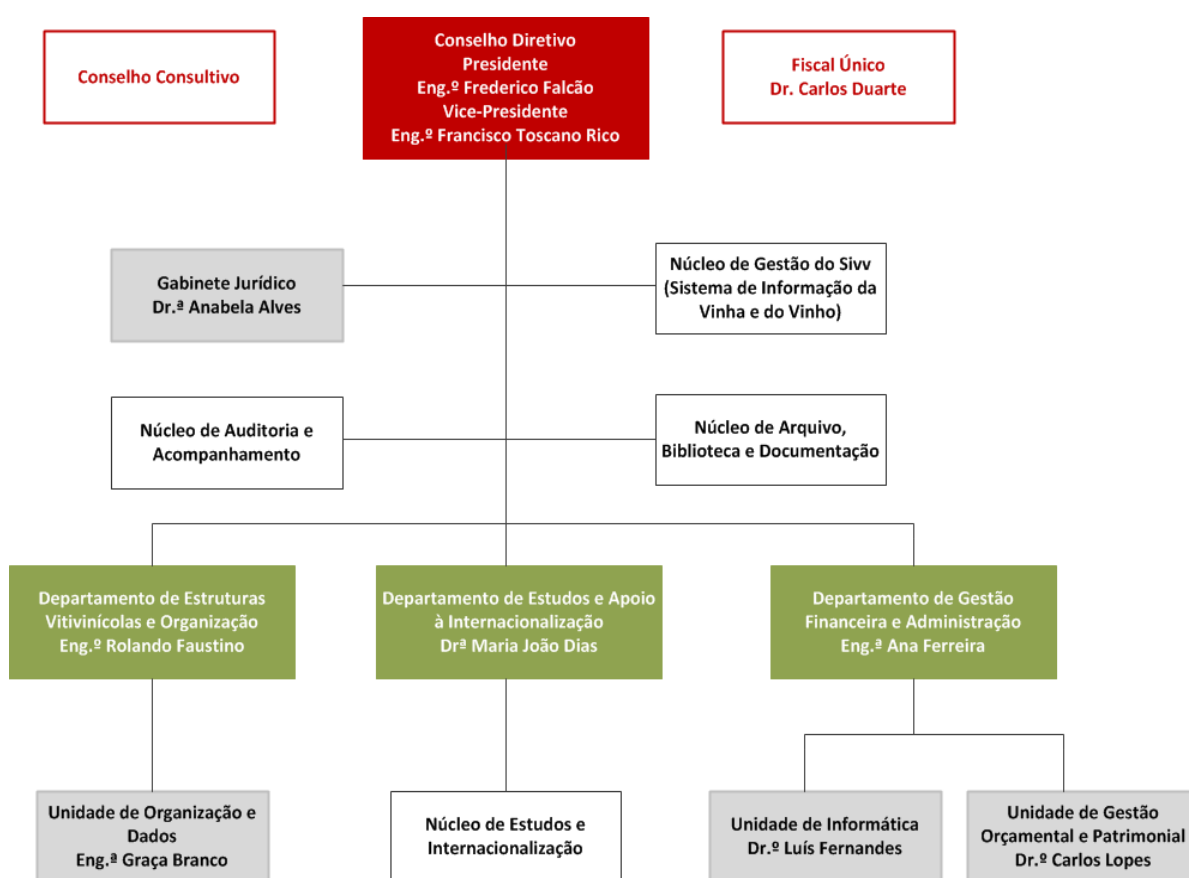 Conselho Consultivo
Conselho Diretivo
Presidente
Eng.º Frederico Falcão
Vice-Presidente
Eng.º Francisco Toscano Rico
Fiscal Único
Dr. Carlos Duarte
Gabinete Jurídico
Dr.ª Anabela Alves
Núcleo de Gestão do Sivv
(Sistema de Informação da
Vinha e do Vinho)
Núcleo de Auditoria e
Acompanhamento
Núcleo de Arquivo,
Biblioteca e Documentação
Departamento de Estruturas
Vitivinícolas e Organização
Eng.º Rolando Faustino
Departamento de Estudos e Apoio
à Internacionalização
Drª Maria João Dias
Departamento de Gestão
Financeira e Administração
Eng.ª Ana Ferreira
Unidade de Organização e
Dados
Eng.ª Graça Branco
Núcleo de Estudos e
Internacionalização
Unidade de Informática
Dr.º Luís Fernandes
Unidade de Gestão
Orçamental e Patrimonial
Dr.º Carlos Lopes